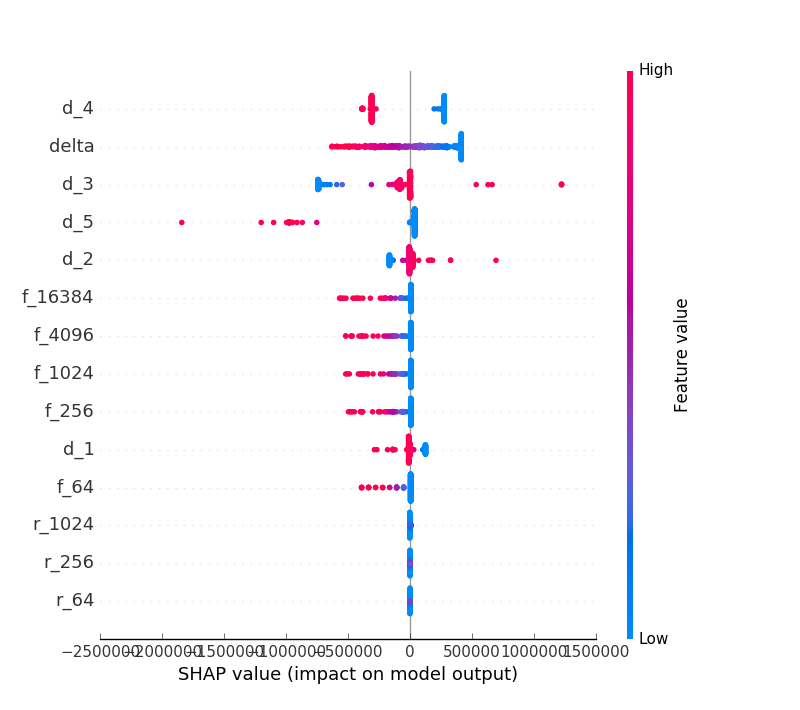 High
d_4
delta
d_3
d_5
d_2
f_16384
f_4096
f_1024
f_256
d_1
f_64
r_1024
r_256
r_64
Feature value
Low
−2500000 −2000000 −1500000 −1000000 −500000 0 500000 1000000 1500000
SHAP value (impact on model output)